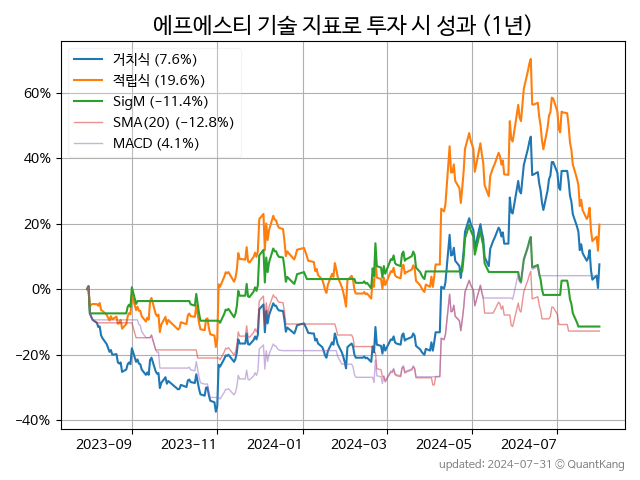 에프에스티 기술 지표로 투자 시 성과 (1년)
거치식 (7.6%)
적립식 (19.6%)
SigM (−11.4%)
SMA(20) (−12.8%)
MACD (4.1%)
60%
40%
20%
0%
−20%
−40%
2023-09 2023-11 2024-01 2024-03 2024-05 2024-07
updated: 2024-07-31 © QuantKang